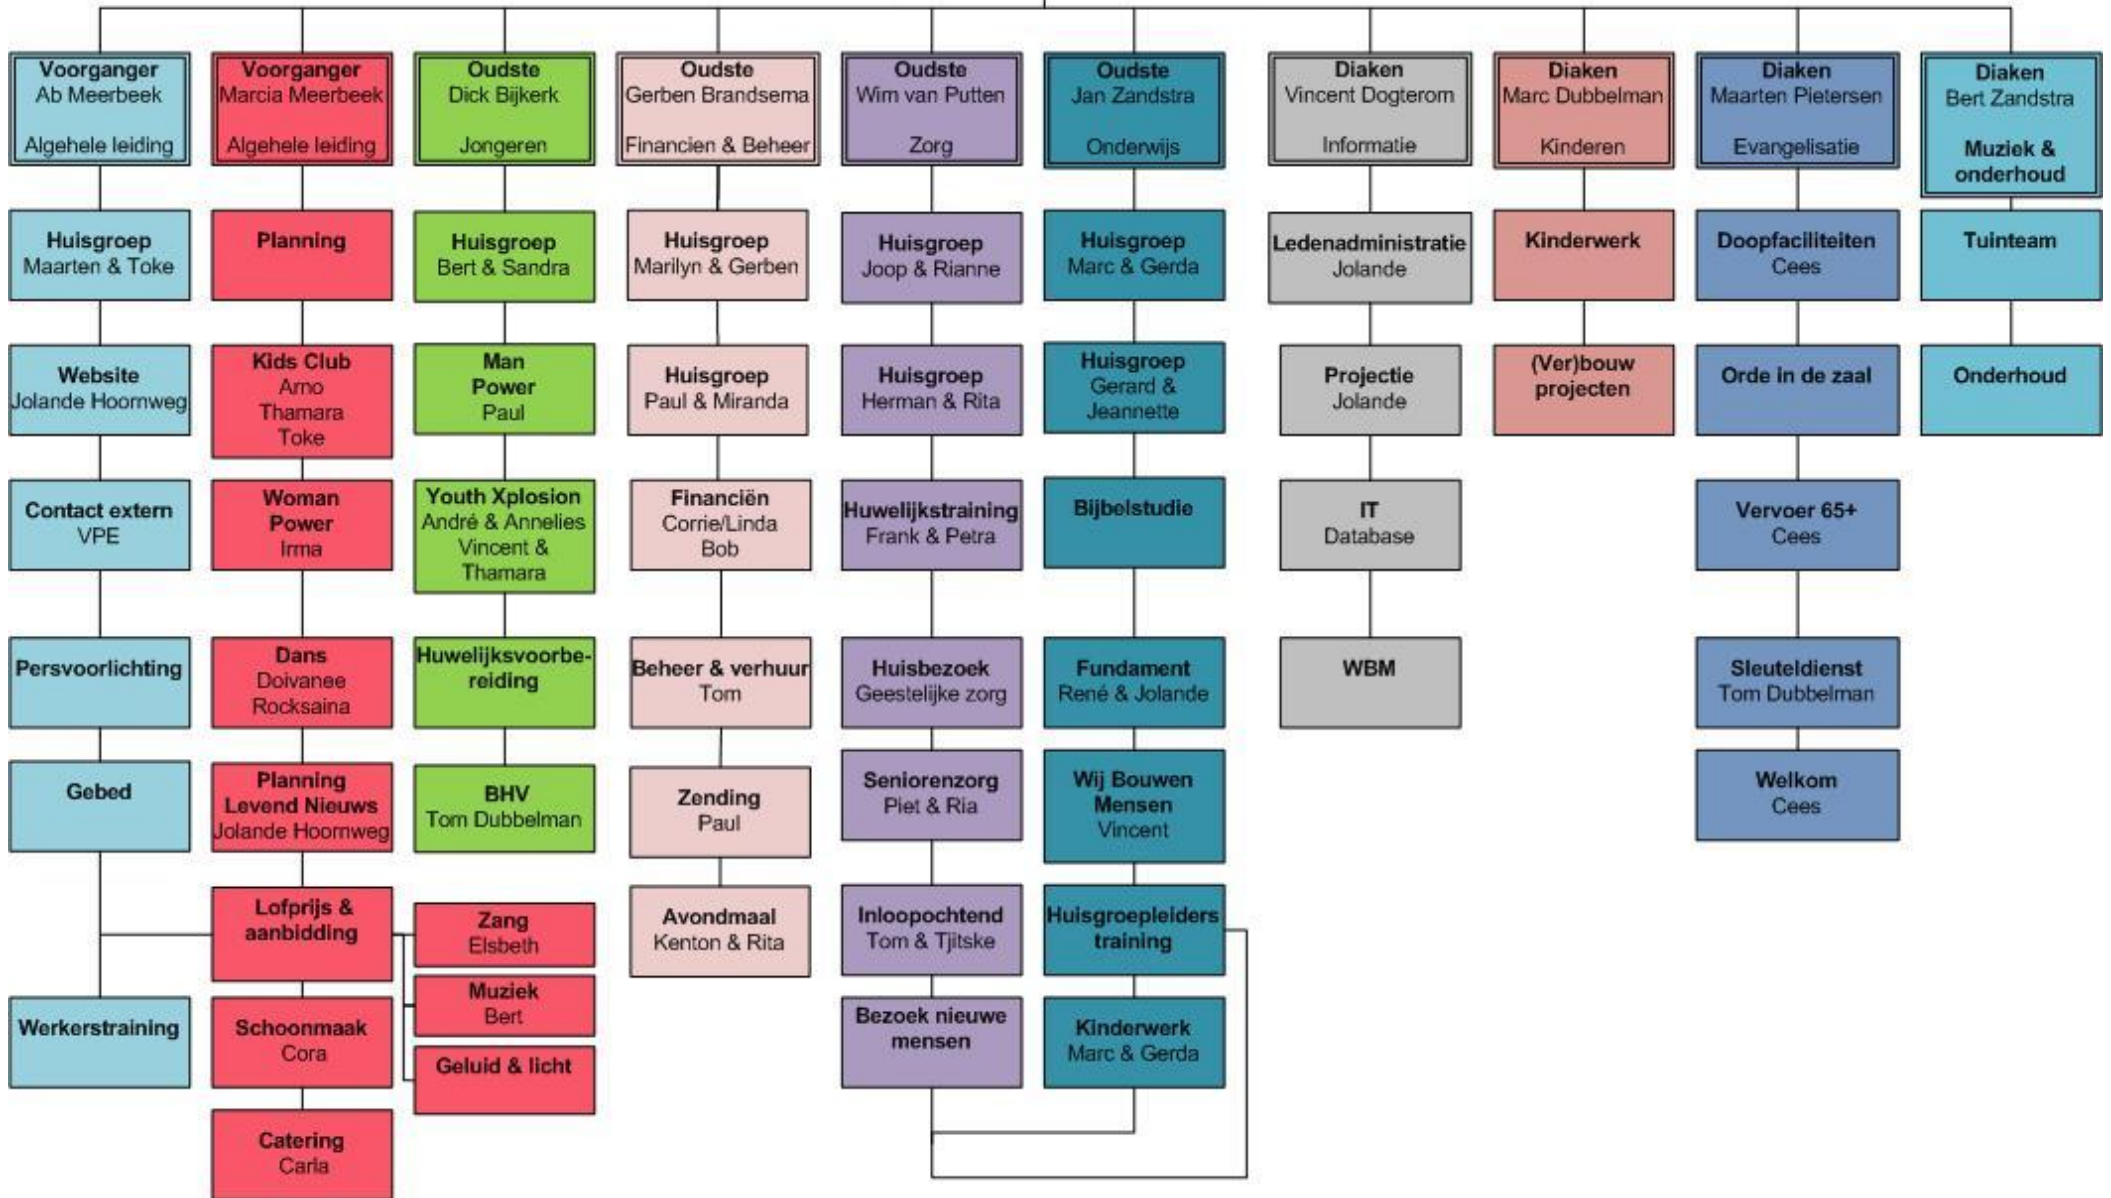 Voorganger
Ab Meerbeek
Algehele leiding
Huisgroep
Maarten & Toke
Website
Jolande Hoornweg
Contact extern
VPE
Persvoorlichting
Gebed
Werkerstraining
Voorganger
Marcia Meerbeek
Algehele leiding
Planning
Kids Club
Arno
Thamara
Toke
Woman
Power
Irma
Dans
Doivanee
Rocksaina
Planning
Levend Nieuws
Jolande Hoornweg
Lofprijs &
aanbidding
Zang
Elsbeth
Muziek
Bert
Geluid & licht
Schoonmaak
Cora
Catering
Carla
Oudste
Dick Bijkerk
Jongeren
Huisgroep
Bert & Sandra
Man
Power
Paul
Youth Xplosion
André & Annelies
Vincent &
Thamara
Huwelijksvoorbe-
reiding
BHV
Tom Dubbelman
Oudste
Gerben Brandsema
Financien & Beheer
Huisgroep
Marilyn & Gerben
Huisgroep
Paul & Miranda
Financiën
Corrie/Linda
Bob
Beheer & verhuur
Tom
Zending
Paul
Avondmaal
Kenton & Rita
Oudste
Wim van Putten
Zorg
Huisgroep
Joop & Rianne
Huisgroep
Herman & Rita
Huwelijkstraining
Frank & Petra
Huisbezoek
Geestelijke zorg
Seniorenzorg
Piet & Ria
Inloopochtend
Tom & Tjitske
Bezoek nieuwe
mensen
Oudste
Jan Zandstra
Onderwijs
Huisgroep
Marc & Gerda
Huisgroep
Gerard &
Jeannette
Bijbelstudie
Fundament
René & Jolande
Wij Bouwen
Mensen
Vincent
Huisgroepleiders
training
Kinderwerk
Marc & Gerda
Diaken
Vincent Dogterom
Informatie
Ledenadministratie
Jolande
Projectie
Jolande
IT
Database
WBM
Diaken
Marc Dubbelman
Kinderen
Kinderwerk
(Ver)bouw
projecten
Diaken
Maarten Pietersen
Evangelisatie
Doopfaciliteiten
Cees
Orde in de zaal
Vervoer 65+
Cees
Sleuteldienst
Tom Dubbelman
Welkom
Cees
Diaken
Bert Zandstra
Muziek &
onderhoud
Tuinteam
Onderhoud